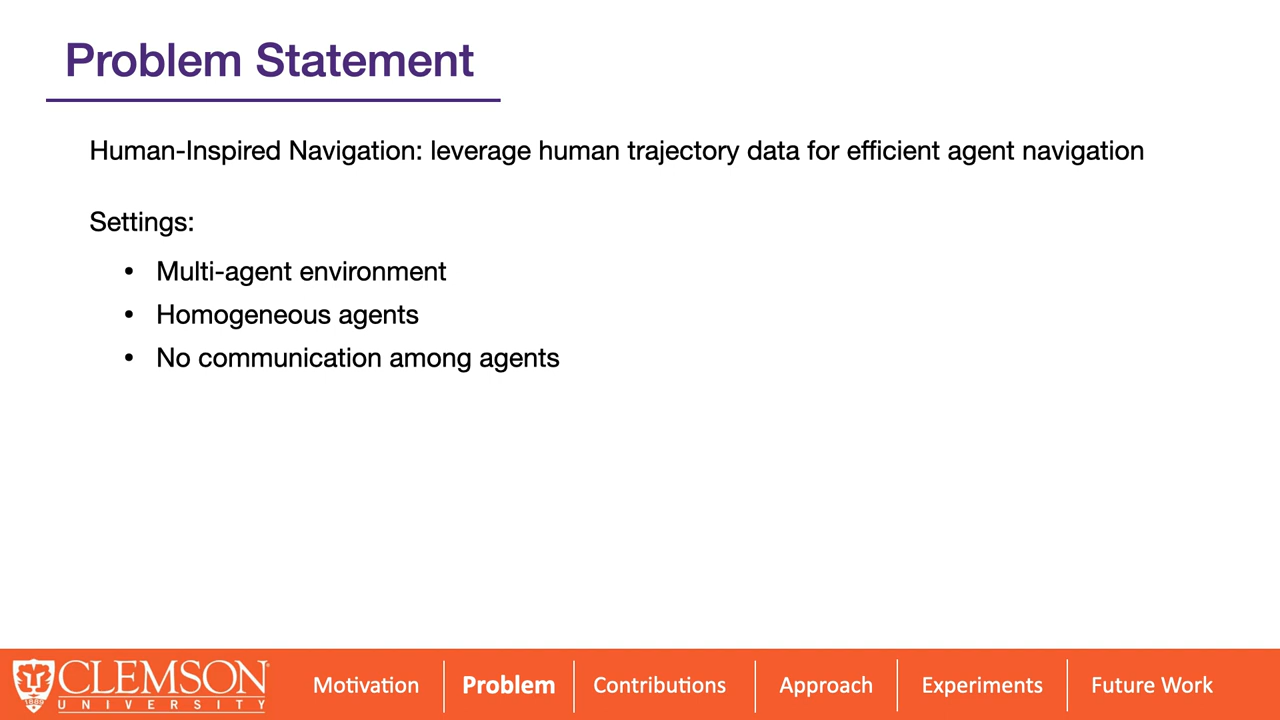 Problem Statement
Human-Inspired Navigation: leverage human trajectory data for efficient agent navigation
Settings:
• Multi-agent environment
• Homogeneous agents
• No communication among agents
CLEMSON
UNIVERSITY
Motivation
Problem
Contributions
Approach
Experiments
Future Work